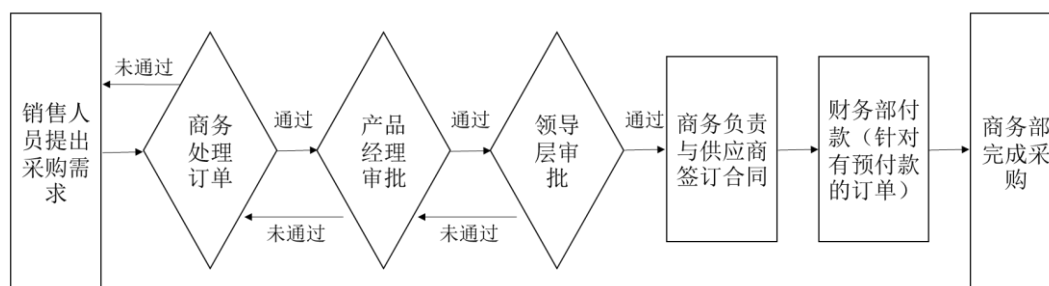 销售人
员提出
采购需
求
未通过
商务
处理
订单
通过
未通过
产品
经理
审批
通过
未通过
领导
层审
批
通过
商务负责
与供应商
签订合同
财务部付
款（针对
有预付款
的订单）
商务部
完成采
购